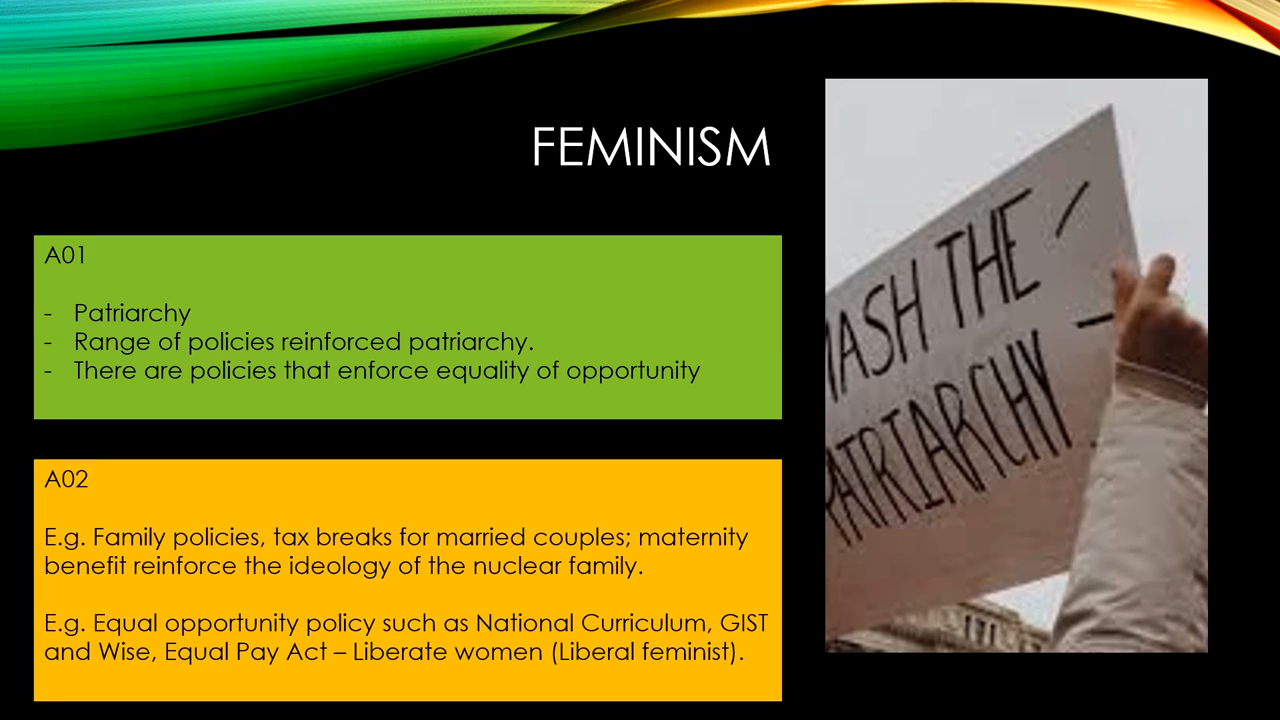 FEMINISM
A01
- Patriarchy
- Range of policies reinforced patriarchy.
- There are policies that enforce equality of opportunity
A02
E.g. Family policies, tax breaks for married couples; maternity
benefit reinforce the ideology of the nuclear family.
E.g. Equal opportunity policy such as National Curriculum, GIST
and Wise, Equal Pay Act – Liberate women (Liberal feminist).
MASH THE
PATRIARCHY